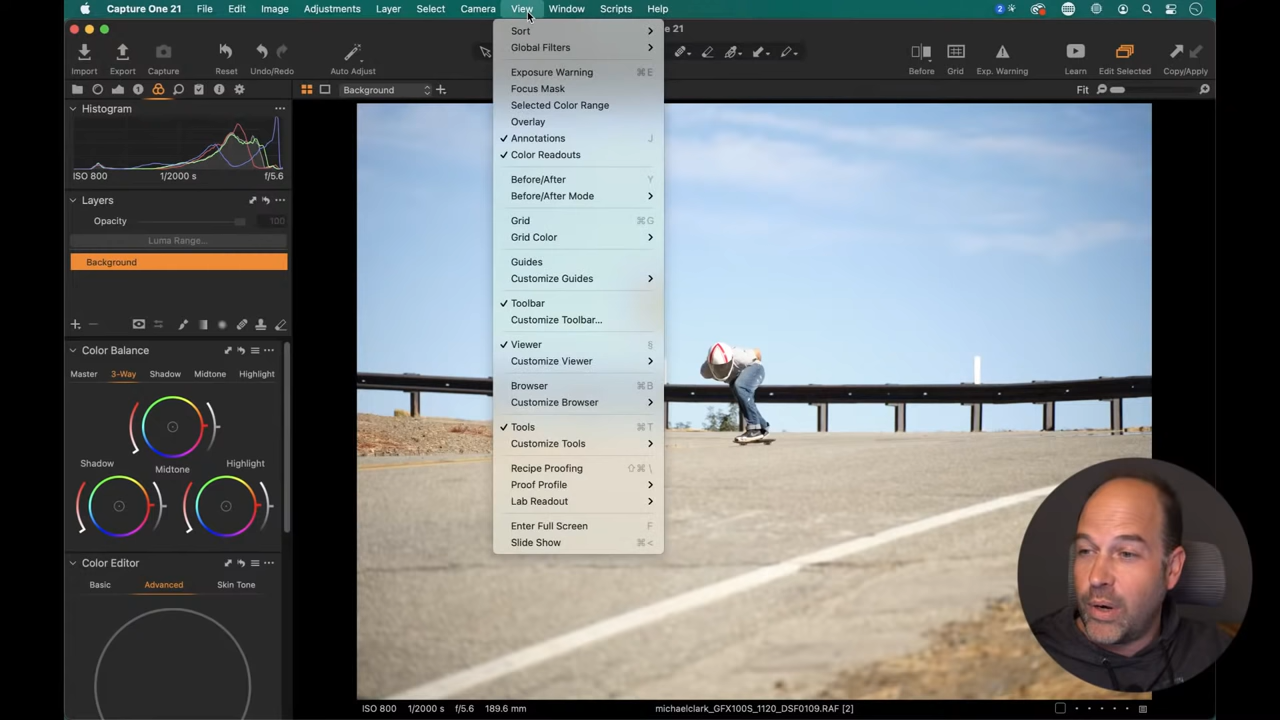 Capture One 21 File Edit Image Adjustments Layer Select Camera View Window Scripts Help 2
21
Import Export Capture Reset Undo/Redo Auto Adjust Before Grid Exp. Warning Learn Edit Selected Copy/Apply
Background Fit
Histogram
ISO 800 1/2000 s f/5.6
Layers
Opacity 100
Luma Range...
Background
Color Balance
Master 3-Way Shadow Midtone Highlight
Shadow Midtone Highlight
Color Editor
Basic Advanced Skin Tone
Sort
Global Filters
Exposure Warning ⌘E
Focus Mask
Selected Color Range
Overlay
✓ Annotations J
✓ Color Readouts
Before/After Y
Before/After Mode
Grid ⌘G
Grid Color
Guides
Customize Guides
✓ Toolbar
Customize Toolbar...
✓ Viewer §
Customize Viewer
Browser ⌘B
Customize Browser
✓ Tools ⌘T
Customize Tools
Recipe Proofing ⇧⌘\
Proof Profile
Lab Readout
Enter Full Screen F
Slide Show ⌘<
ISO 800 1/2000 s f/5.6 189.6 mm michaelclark_GFX100S_1120_DSF0109.RAF [2]